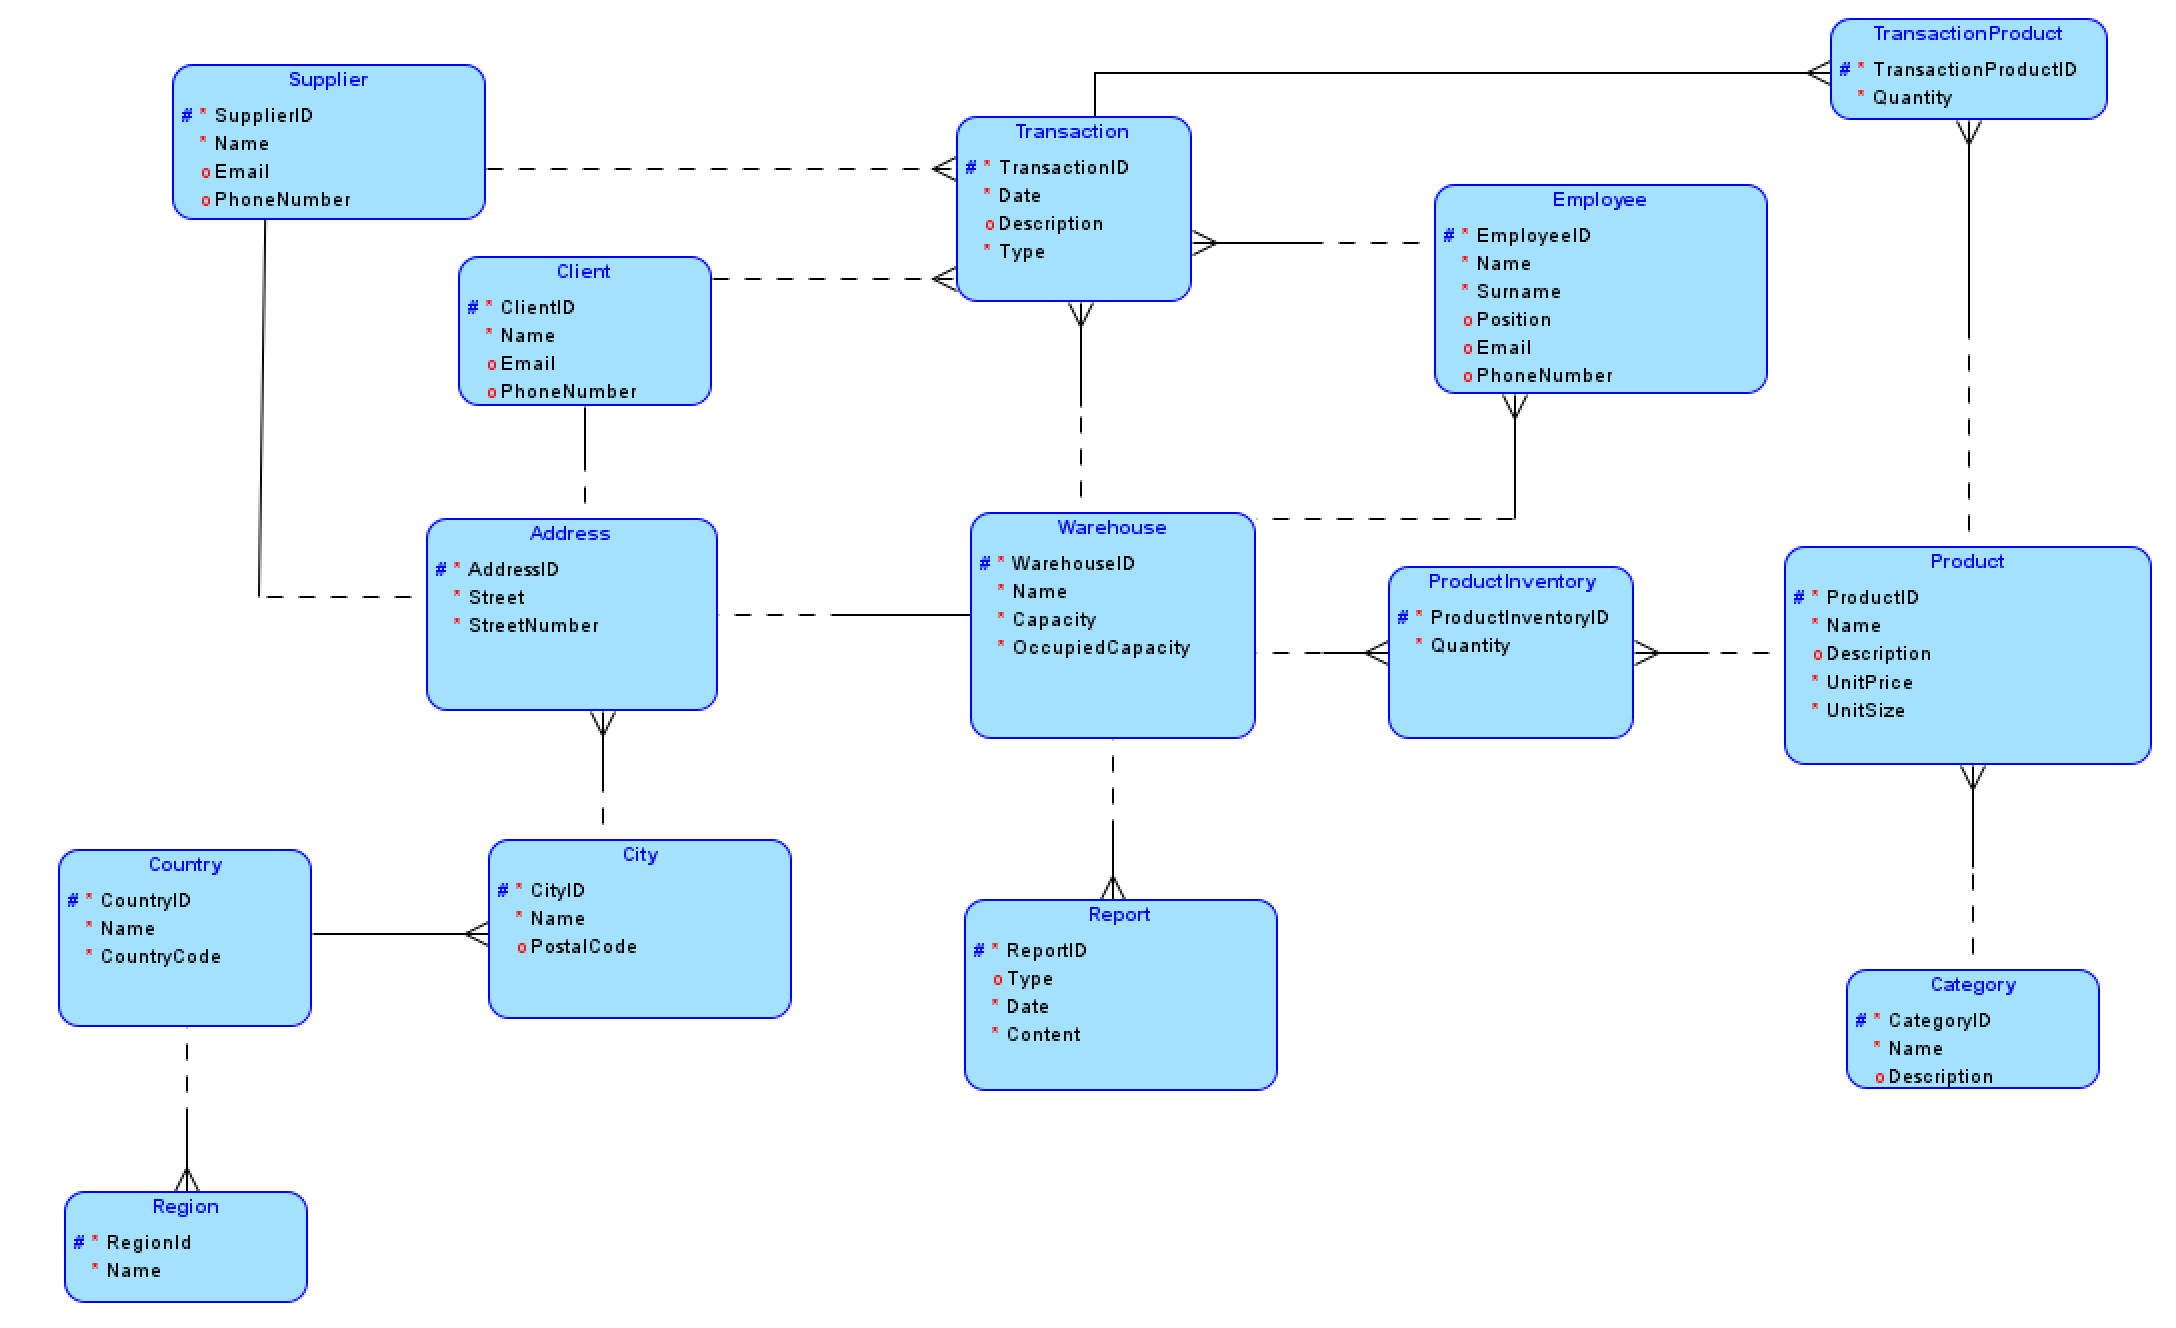 TransactionProduct
# * TransactionProductID
* Quantity
Supplier
# * SupplierID
* Name
o Email
o PhoneNumber
Transaction
# * TransactionID
* Date
o Description
* Type
Employee
# * EmployeeID
* Name
* Surname
o Position
o Email
o PhoneNumber
Client
# * ClientID
* Name
o Email
o PhoneNumber
Address
# * AddressID
* Street
* StreetNumber
Warehouse
# * WarehouseID
* Name
* Capacity
* OccupiedCapacity
ProductInventory
# * ProductInventoryID
* Quantity
Product
# * ProductID
* Name
o Description
* UnitPrice
* UnitSize
Country
# * CountryID
* Name
* CountryCode
City
# * CityID
* Name
o PostalCode
Report
# * ReportID
o Type
* Date
* Content
Category
# * CategoryID
* Name
o Description
Region
# * RegionId
* Name